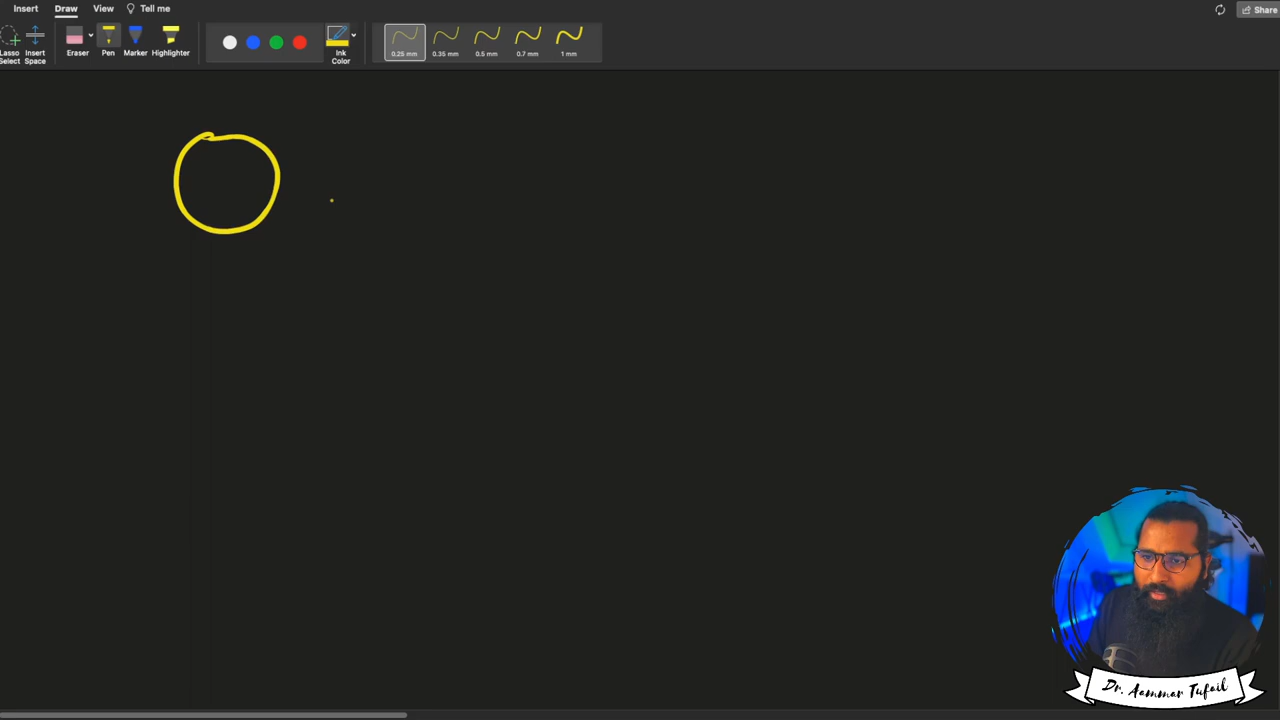 Insert Draw View Tell me
Share
Lasso Select
Insert Space
Eraser
Pen
Marker
Highlighter
Ink Color
0.25 mm
0.35 mm
0.5 mm
0.7 mm
1 mm
Dr. Aammar Tufail